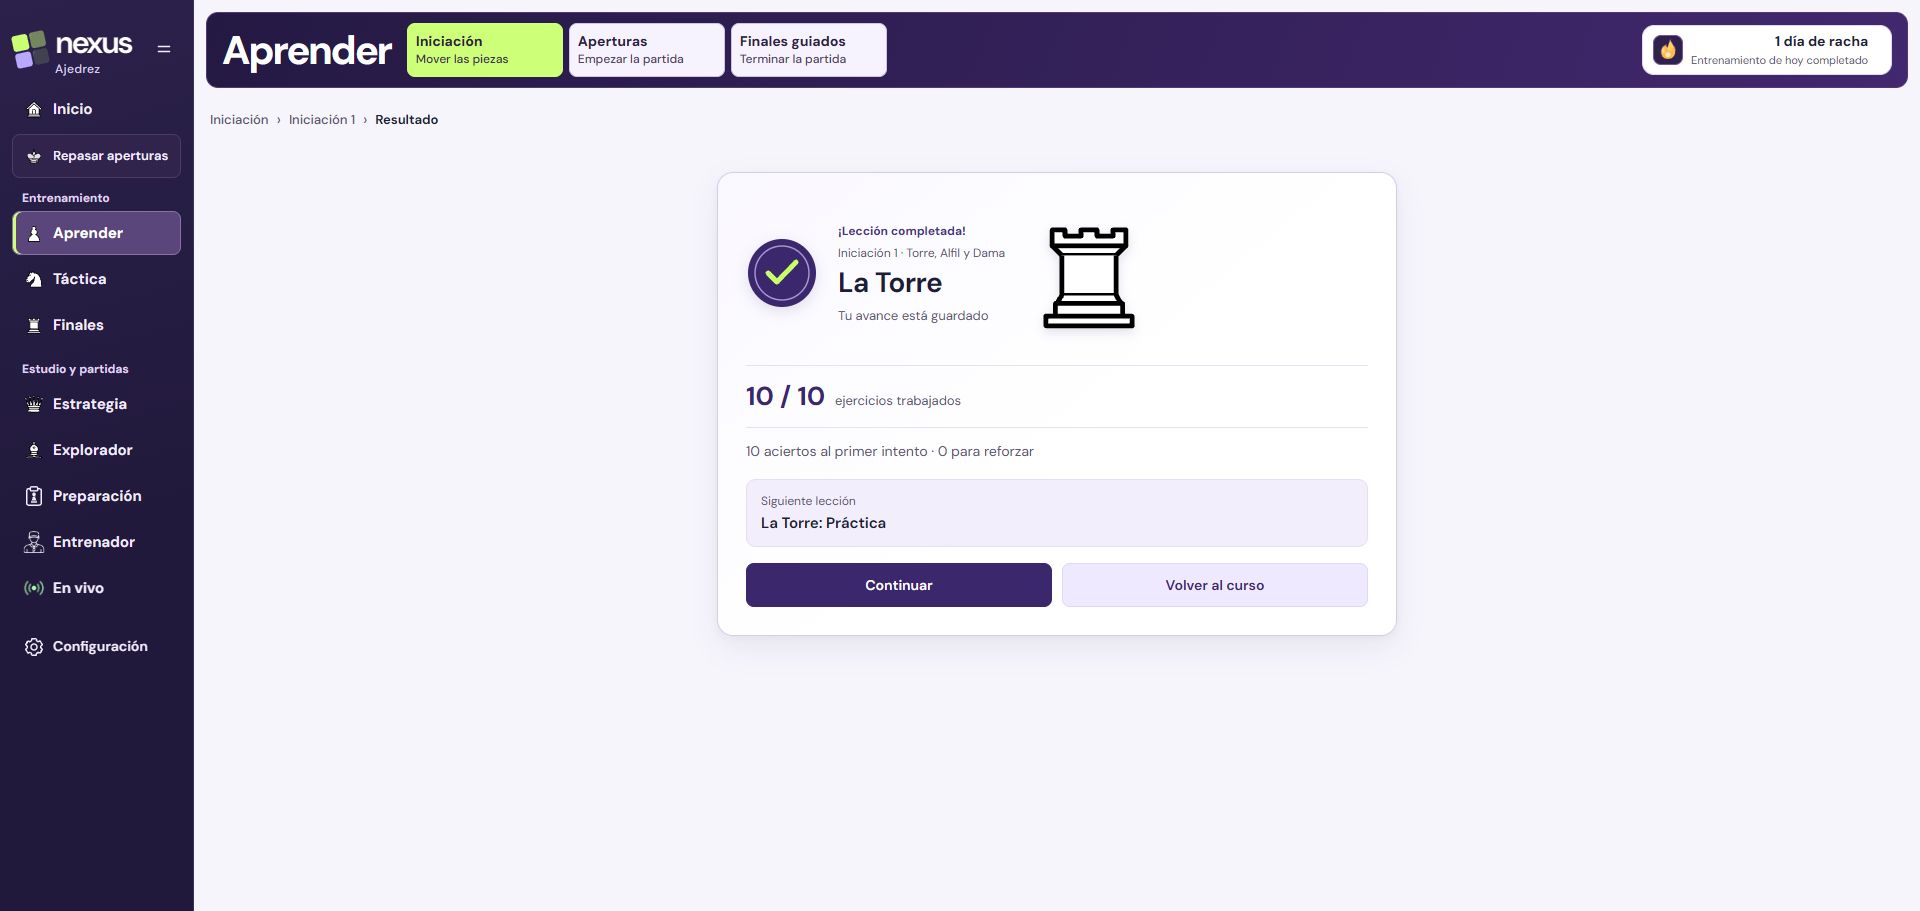 nexus
Ajedrez
Inicio
Repasar aperturas
Entrenamiento
Aprender
Táctica
Finales
Estudio y partidas
Estrategia
Explorador
Preparación
Entrenador
En vivo
Configuración
Aprender
Iniciación
Mover las piezas
Aperturas
Empezar la partida
Finales guiados
Terminar la partida
1 día de racha
Entrenamiento de hoy completado
Iniciación › Iniciación 1 › Resultado
¡Lección completada!
Iniciación 1 · Torre, Alfil y Dama
La Torre
Tu avance está guardado
10 / 10 ejercicios trabajados
10 aciertos al primer intento · 0 para reforzar
Siguiente lección
La Torre: Práctica
Continuar
Volver al curso